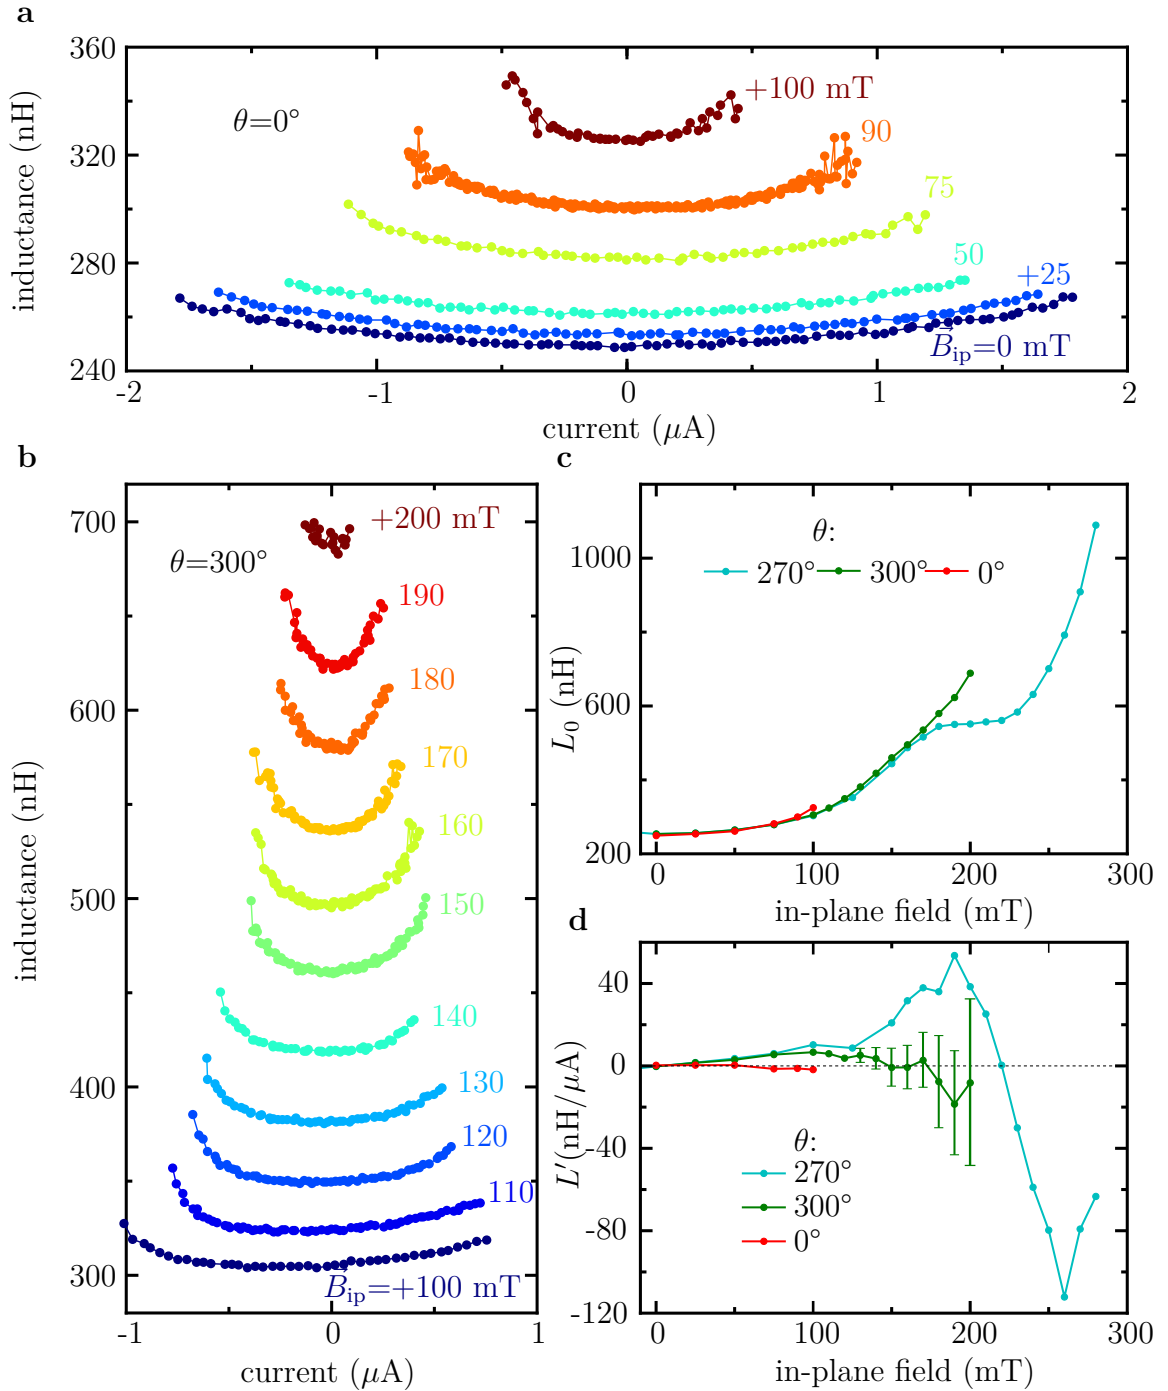 a
360
320
280
240
inductance (nH)
θ=0°
+100 mT
90
75
50
+25
B⃗ip=0 mT
-2
-1
0
1
2
current (μA)
b
700
600
500
400
300
inductance (nH)
θ=300°
+200 mT
190
180
170
160
150
140
130
120
110
B⃗ip=+100 mT
-1
0
1
current (μA)
c
1000
600
200
L0 (nH)
θ:
270° 300° 0°
0
100
200
300
in-plane field (mT)
d
40
0
-40
-80
-120
L'(nH/μA)
θ:
270°
300°
0°
0
100
200
300
in-plane field (mT)